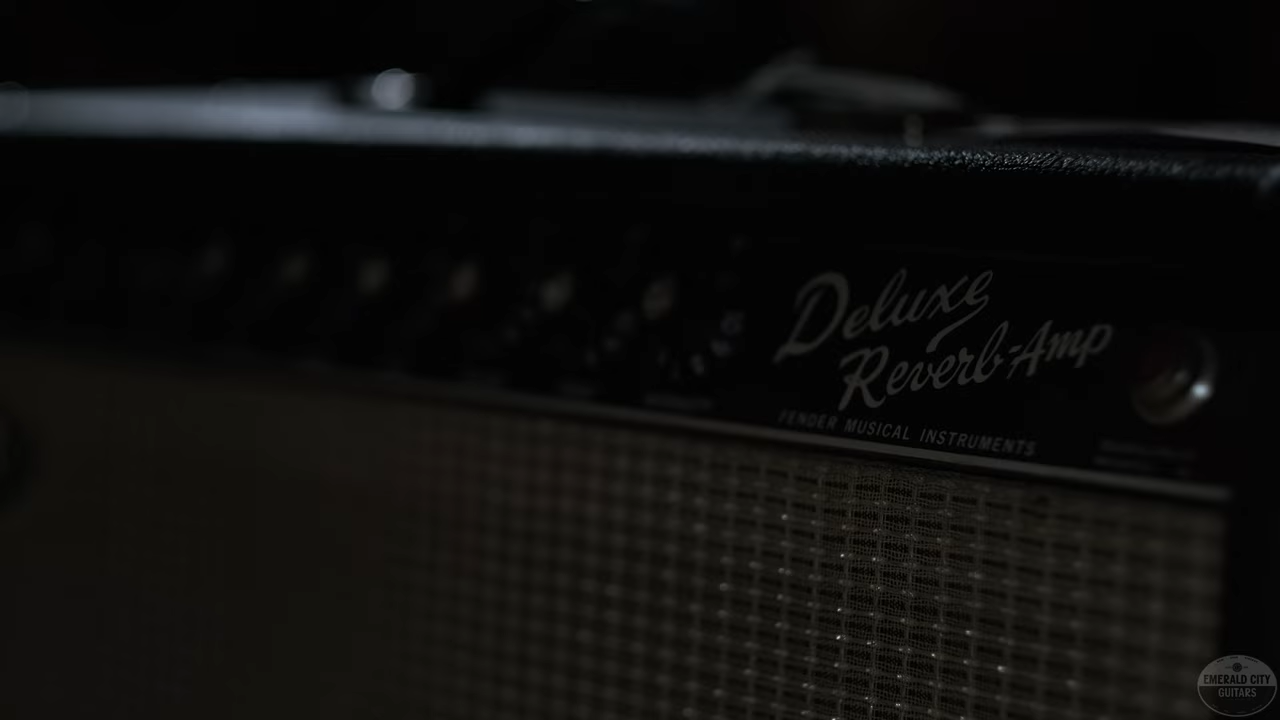 Deluxe
Reverb-Amp
FENDER MUSICAL INSTRUMENTS
EMERALD CITY
GUITARS